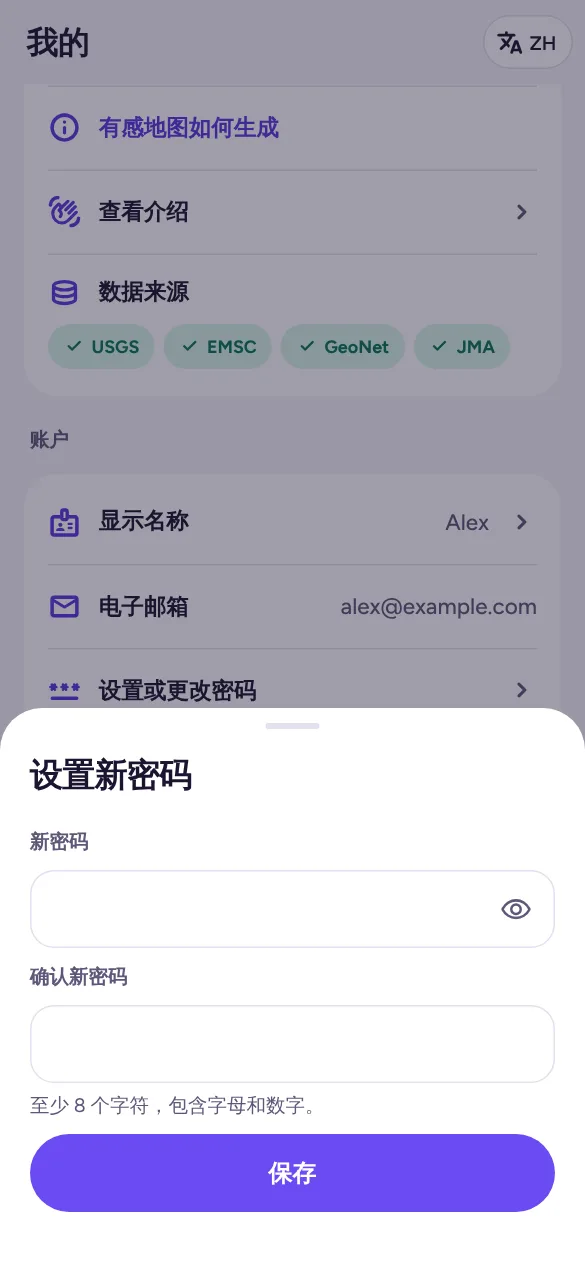 我的
ZH
有感地图如何生成
查看介绍
数据来源
USGS EMSC GeoNet JMA
账户
显示名称 Alex
电子邮箱 alex@example.com
设置或更改密码
设置新密码
新密码
确认新密码
至少 8 个字符，包含字母和数字。
保存